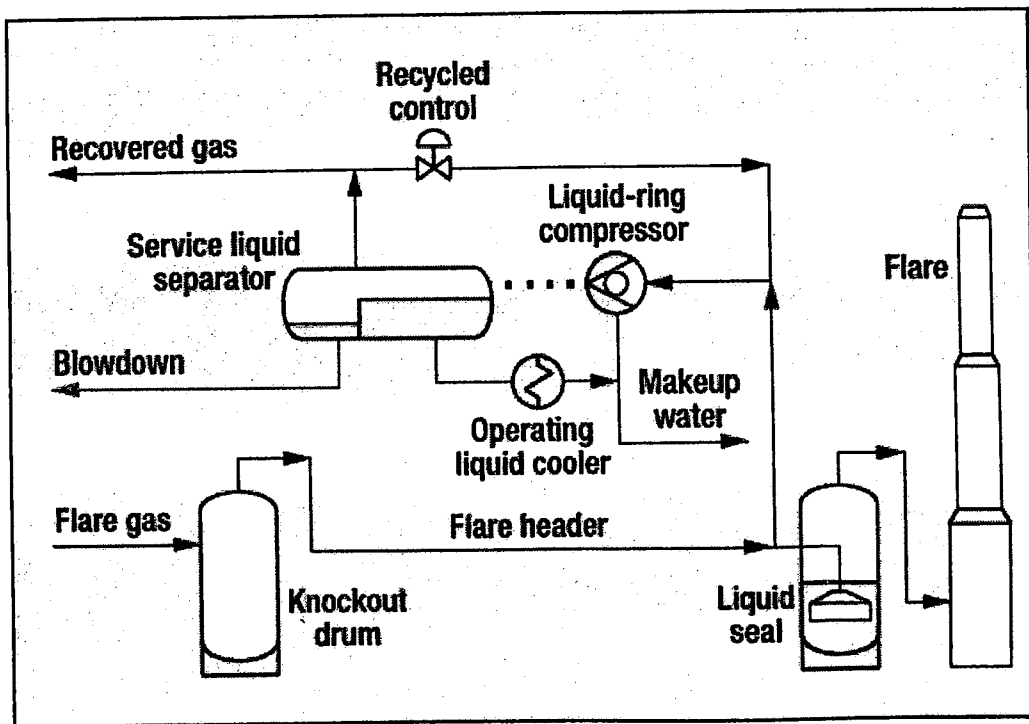 Recycled
control
Recovered gas
Liquid-ring
compressor
Service liquid
separator
Flare
Blowdown
Makeup
water
Operating
liquid cooler
Flare gas
Flare header
Knockout
drum
Liquid
seal